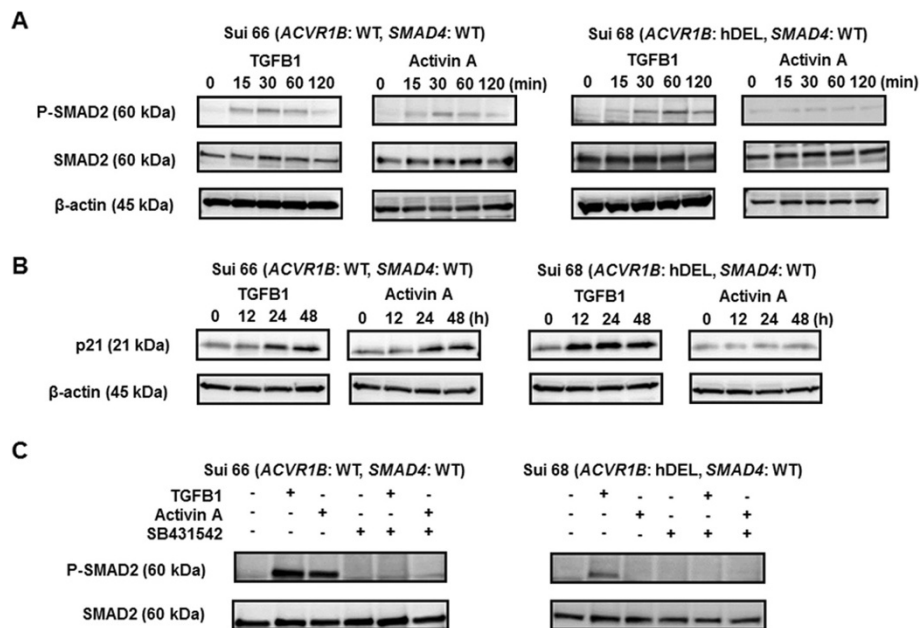 A
Sui 66 (ACVR1B: WT, SMAD4: WT) Sui 68 (ACVR1B: hDEL, SMAD4: WT)
TGFB1 Activin A TGFB1 Activin A
0 15 30 60 120 0 15 30 60 120 (min) 0 15 30 60 120 0 15 30 60 120 (min)
P-SMAD2 (60 kDa)
SMAD2 (60 kDa)
β-actin (45 kDa)
B
Sui 66 (ACVR1B: WT, SMAD4: WT) Sui 68 (ACVR1B: hDEL, SMAD4: WT)
TGFB1 Activin A TGFB1 Activin A
0 12 24 48 0 12 24 48 (h) 0 12 24 48 0 12 24 48 (h)
p21 (21 kDa)
β-actin (45 kDa)
C
Sui 66 (ACVR1B: WT, SMAD4: WT) Sui 68 (ACVR1B: hDEL, SMAD4: WT)
TGFB1 - + - - + - - + - - + -
Activin A - - + - - + - - + - - +
SB431542 - - - + + + - - - + + +
P-SMAD2 (60 kDa)
SMAD2 (60 kDa)